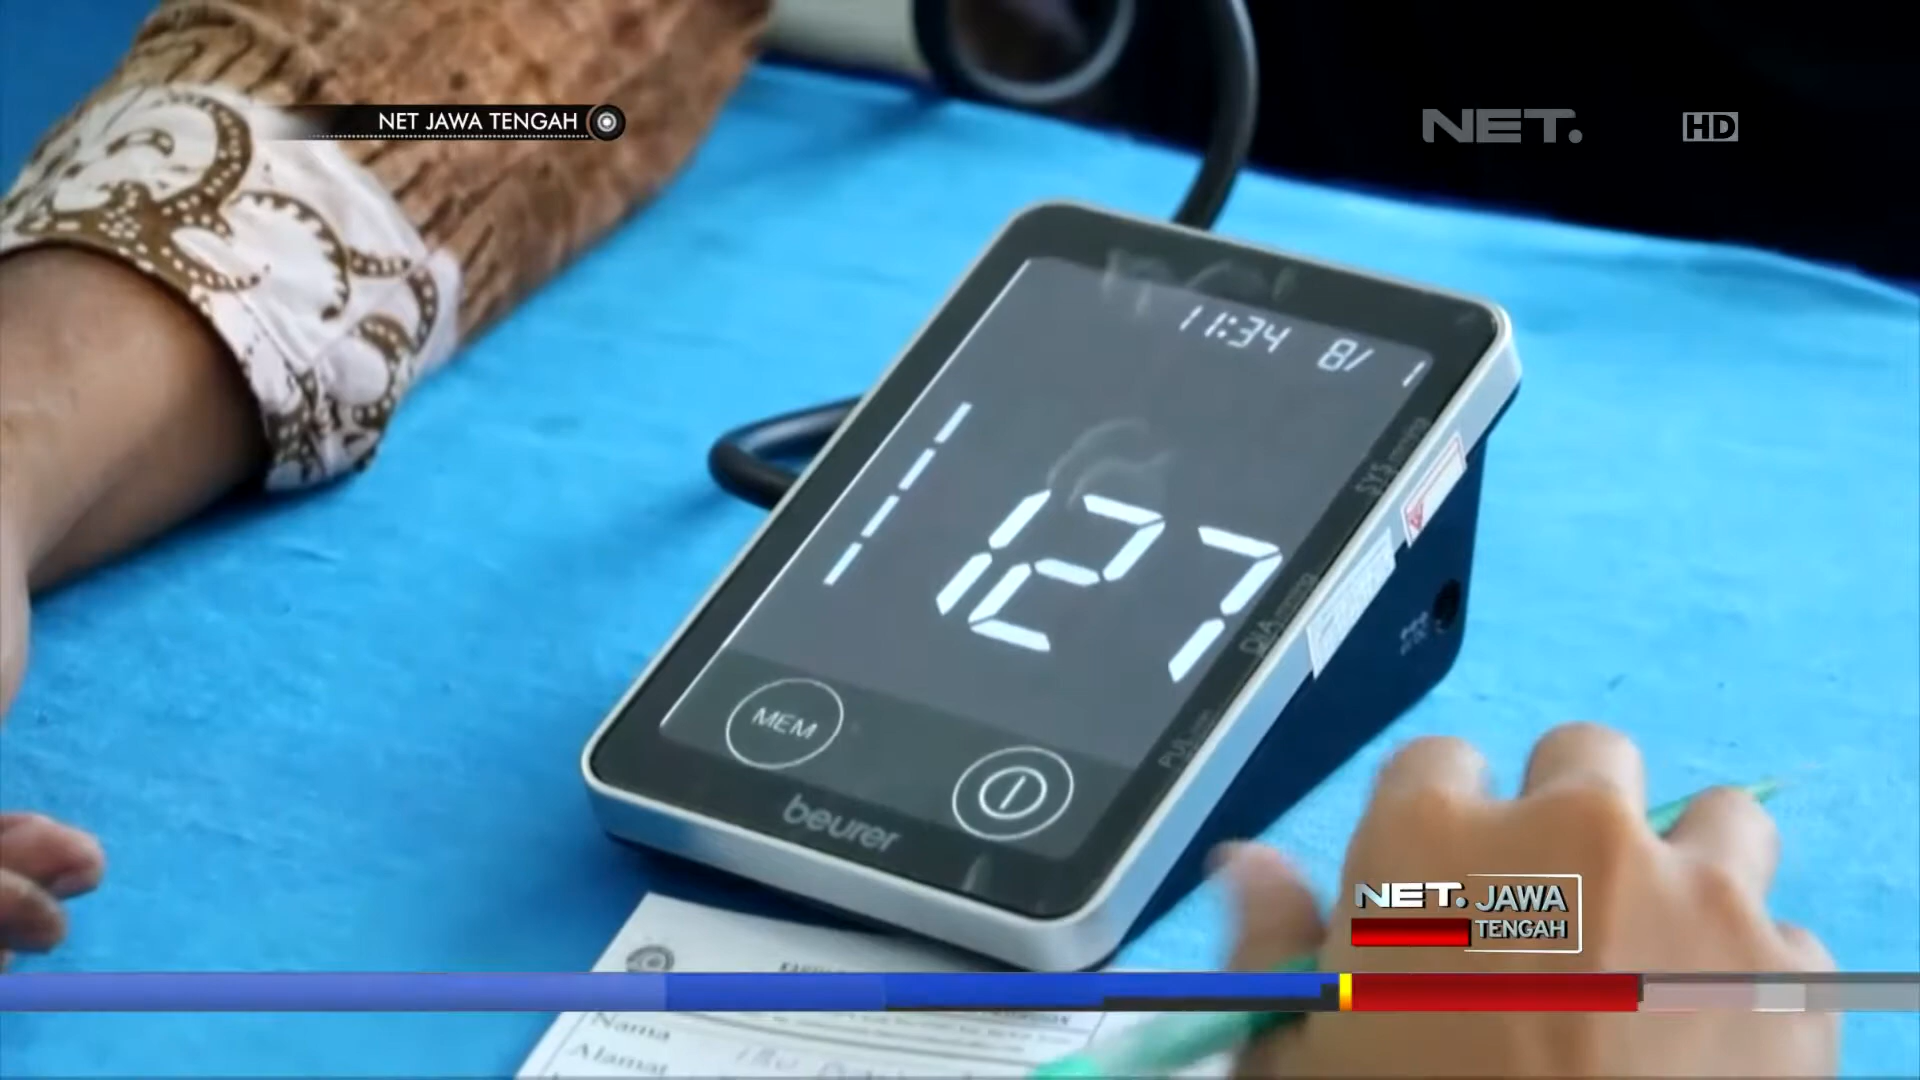 NET JAWA TENGAH
NET.
HD
11:34 8/ 1
SYS
127
DIA
MEM
PUL
beurer
NET. JAWA
TENGAH
Nama
Alamat